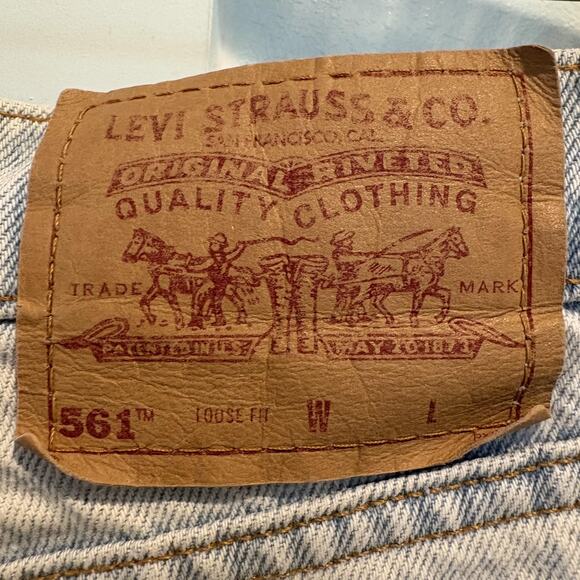 LEVI STRAUSS & CO.
SAN FRANCISCO, CAL.
ORIGINAL RIVETED
QUALITY CLOTHING
TRADE MARK
PATENTED IN U.S. MAY 20 1873
561™ LOOSE FIT W L